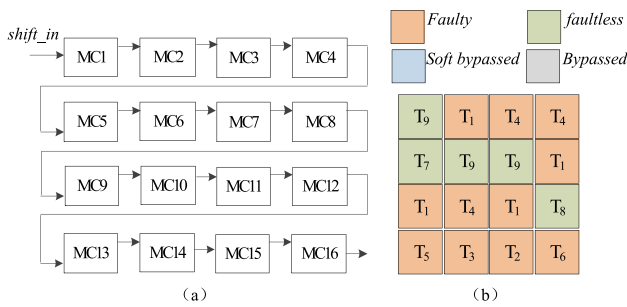 shift_in
MC1 MC2 MC3 MC4
MC5 MC6 MC7 MC8
MC9 MC10 MC11 MC12
MC13 MC14 MC15 MC16
(a)
Faulty faultless
Soft bypassed Bypassed
T9 T1 T4 T4
T7 T9 T9 T1
T1 T4 T1 T8
T5 T3 T2 T6
(b)